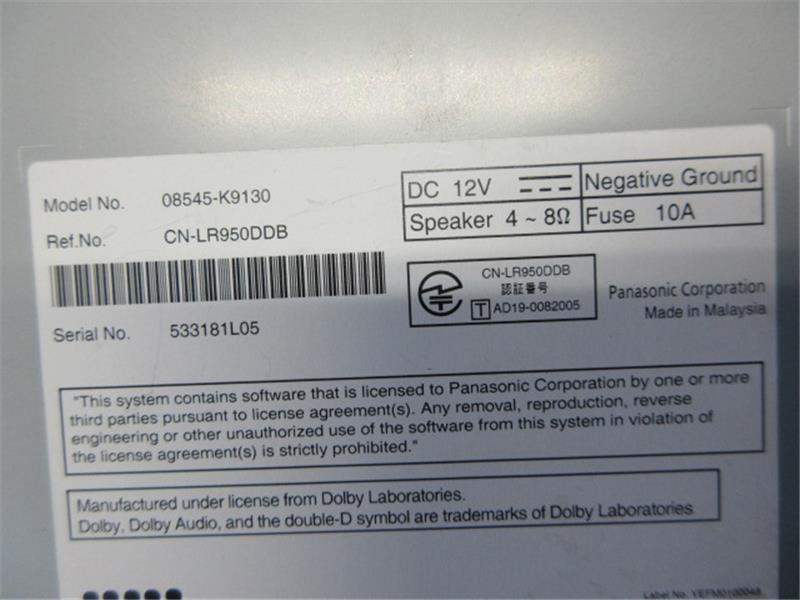 Model No. 08545-K9130
Ref.No. CN-LR950DDB
Serial No. 533181L05
DC 12V Negative Ground
Speaker 4 ~ 8Ω Fuse 10A
CN-LR950DDB
認証番号
T AD19-0082005
Panasonic Corporation
Made in Malaysia
"This system contains software that is licensed to Panasonic Corporation by one or more
third parties pursuant to license agreement(s). Any removal, reproduction, reverse
engineering or other unauthorized use of the software from this system in violation of
the license agreement(s) is strictly prohibited."
Manufactured under license from Dolby Laboratories.
Dolby, Dolby Audio, and the double-D symbol are trademarks of Dolby Laboratories.
Label No. YEFM0100048